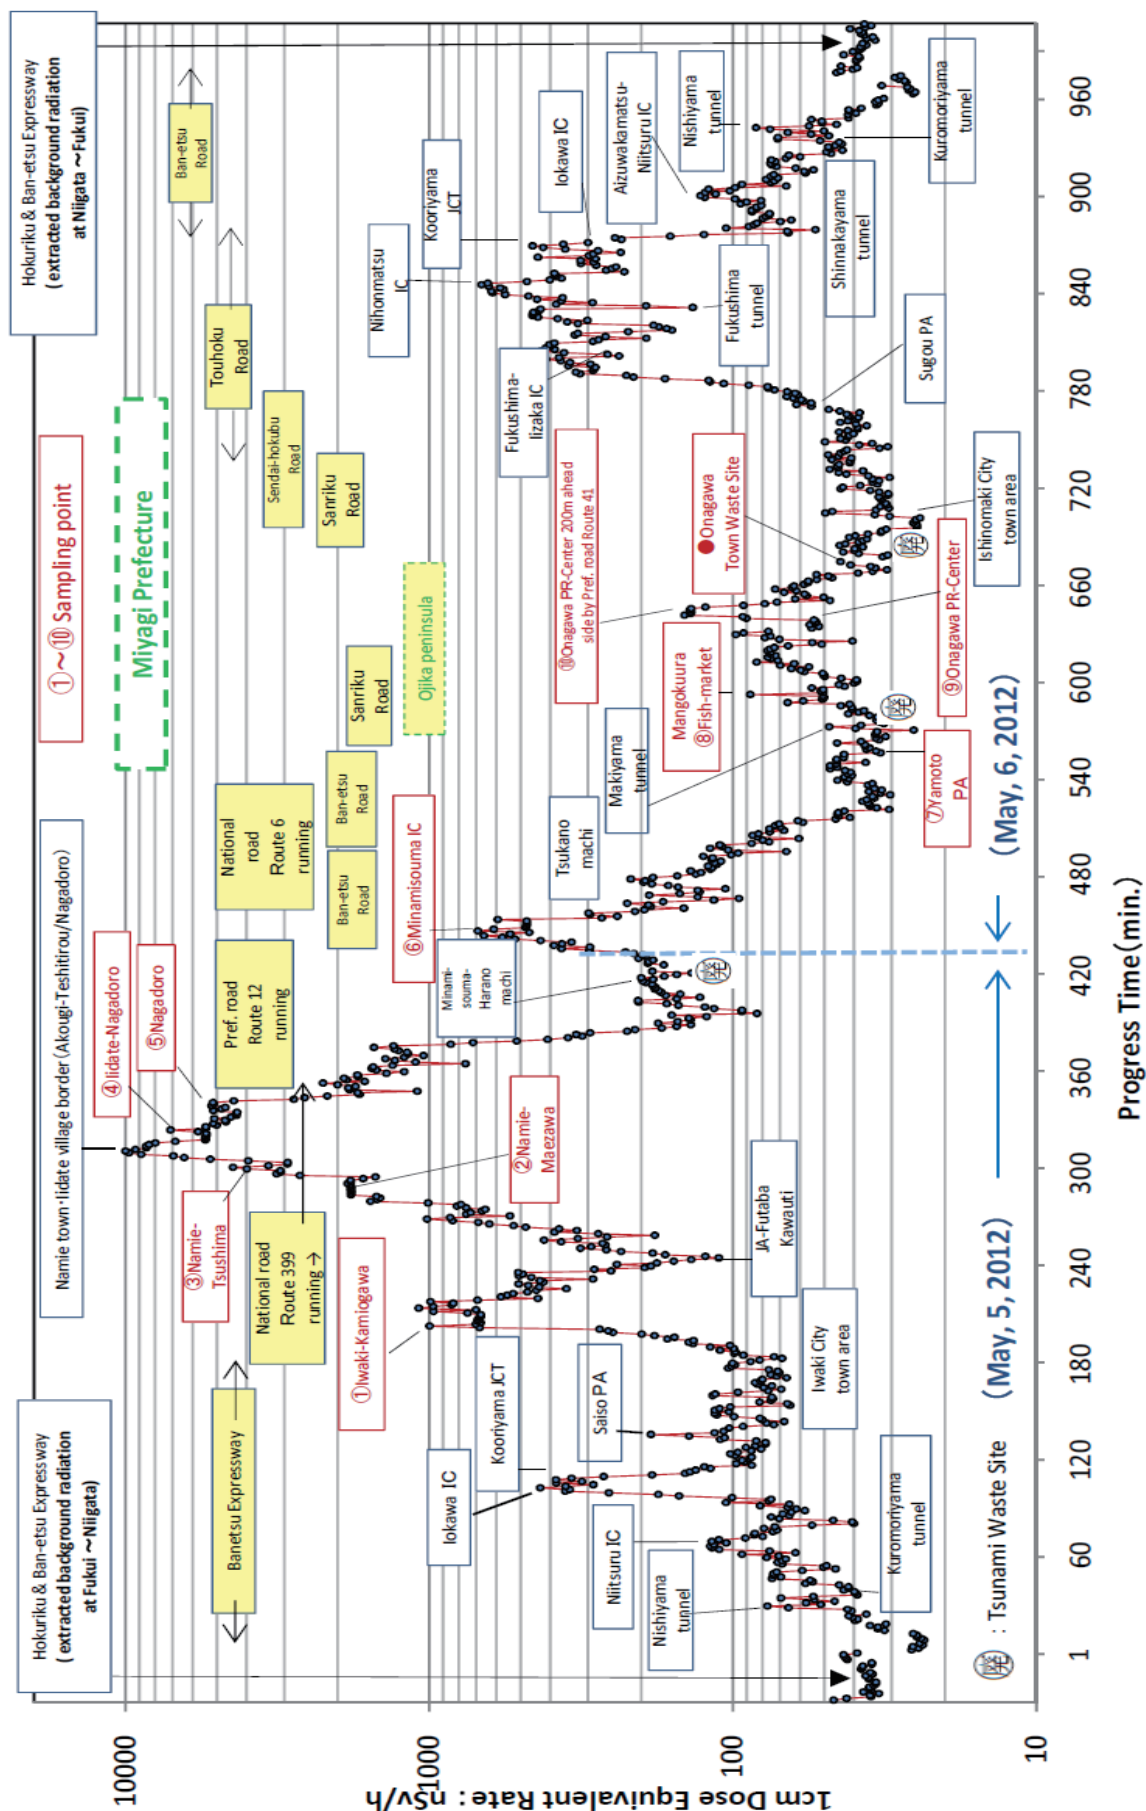 Hokuriku & Ban-etsu Expressway
(extracted background radiation
at Fukui ～Niigata)
Namie town・Iidate village border(Akougi-Teshitirou/Nagadoro)
①～⑩ Sampling point
Hokuriku & Ban-etsu Expressway
(extracted background radiation
at Niigata ～Fukui)
Miyagi Prefecture
Banetsu Expressway
③Namie-
Tsushima
④Iidate-Nagadoro
⑤Nagadoro
National road
Route 399
running →
Pref. road
Route 12
running
National
road
Route 6
running
Ban-etsu
Road
Ban-etsu
Road
Sanriku
Road
Sanriku
Road
Sendai-hokubu
Road
Touhoku
Road
Ban-etsu
Road
Ojika peninsula
①Iwaki-Kamiogawa
②Namie-
Maezawa
⑥Minamisouma IC
Minami-
souma-
Harano
machi
Tsukano
machi
Makiyama
tunnel
Mangokuura
⑧Fish-market
⑩Onagawa PR-Center 200m ahead
side by Pref. road Route 41
●Onagawa
Town Waste Site
Fukushima-
Iizaka IC
Nihonmatsu
IC
Kooriyama
JCT
Iokawa IC
Aizuwakamatsu-
Niitsuru IC
Nishiyama
tunnel
Fukushima
tunnel
Shinnakayama
tunnel
Kuromoriyama
tunnel
Sugou PA
Ishinomaki City
town area
⑨Onagawa PR-Center
⑦Yamoto
PA
Iokawa IC
Kooriyama JCT
Saiso PA
Niitsuru IC
Nishiyama
tunnel
Kuromoriyama
tunnel
Iwaki City
town area
JA-Futaba
Kawauti
廃
廃
廃
廃 : Tsunami Waste Site
(May, 5, 2012)
(May, 6, 2012)
10000
1000
100
10
1cm Dose Equivalent Rate : nSv/h
1 60 120 180 240 300 360 420 480 540 600 660 720 780 840 900 960
Progress Time(min.)